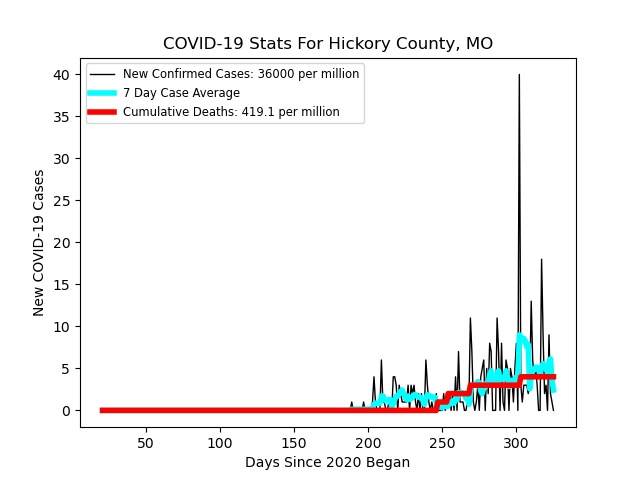 COVID-19 Stats For Hickory County, MO
New Confirmed Cases: 36000 per million
7 Day Case Average
Cumulative Deaths: 419.1 per million
New COVID-19 Cases
40
35
30
25
20
15
10
5
0
50 100 150 200 250 300
Days Since 2020 Began